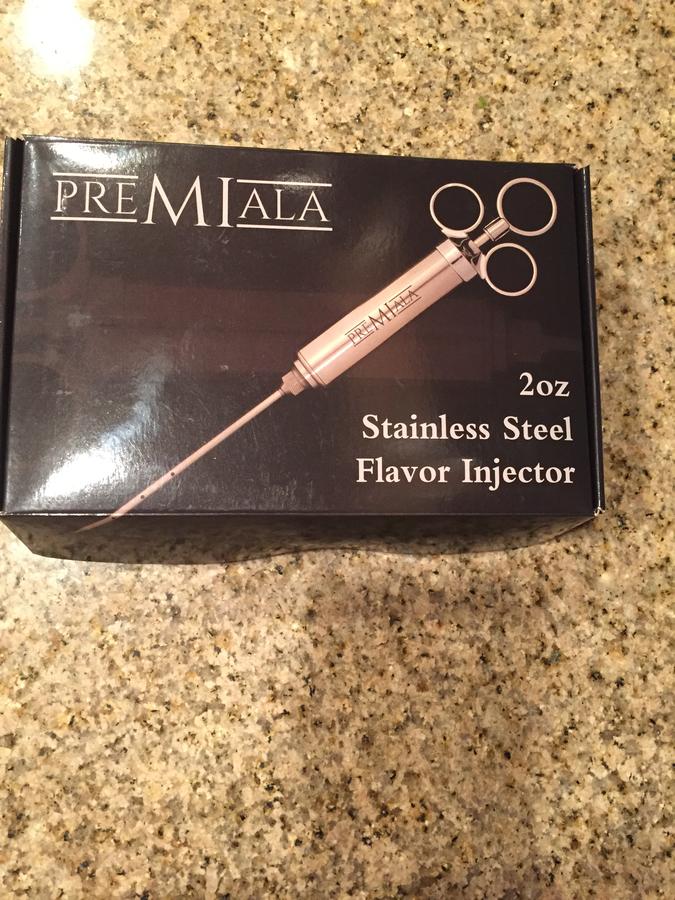 PREMIALA
PREMIALA
2oz
Stainless Steel
Flavor Injector